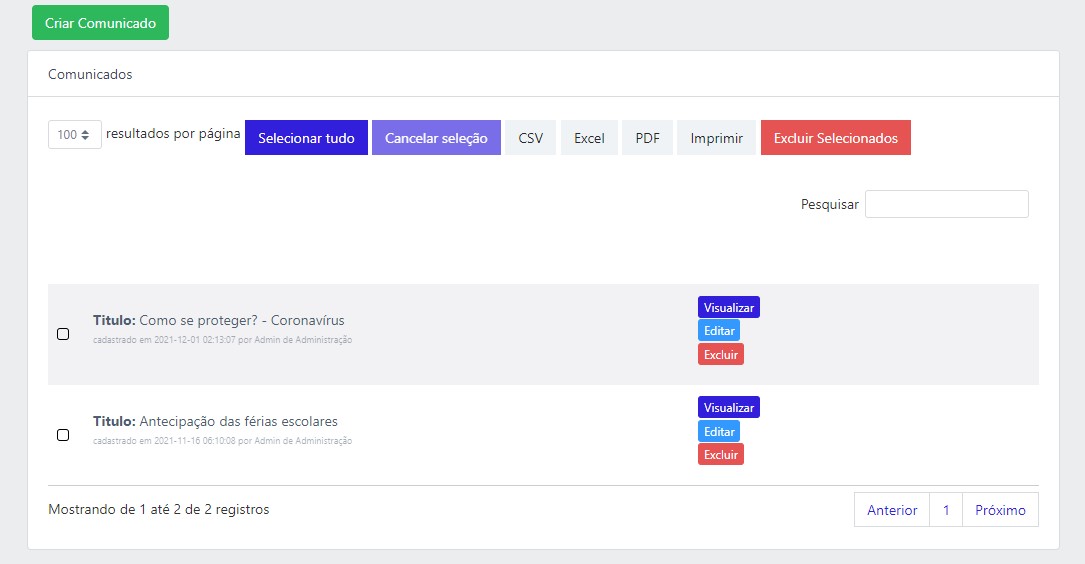 Criar Comunicado
Comunicados
100 resultados por página Selecionar tudo Cancelar seleção CSV Excel PDF Imprimir Excluir Selecionados
Pesquisar
Titulo: Como se proteger? - Coronavírus
cadastrado em 2021-12-01 02:13:07 por Admin de Administração
Visualizar
Editar
Excluir
Titulo: Antecipação das férias escolares
cadastrado em 2021-11-16 06:10:08 por Admin de Administração
Visualizar
Editar
Excluir
Mostrando de 1 até 2 de 2 registros
Anterior 1 Próximo